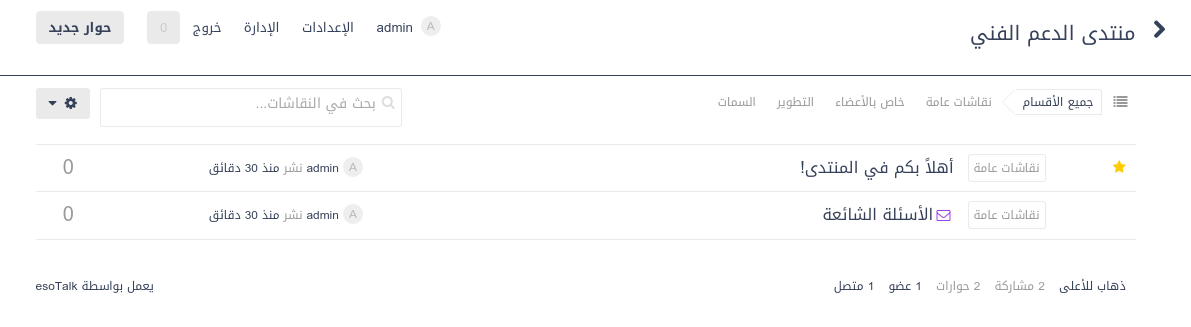 منتدى الدعم الفني
A admin الإعدادات الإدارة خروج 0 حوار جديد
جميع الأقسام نقاشات عامة خاص بالأعضاء التطوير السمات
بحث في النقاشات...
نقاشات عامة أهلاً بكم في المنتدى! A admin نشر منذ 30 دقائق 0
نقاشات عامة الأسئلة الشائعة A admin نشر منذ 30 دقائق 0
ذهاب للأعلى 2 مشاركة 2 حوارات 1 عضو 1 متصل
يعمل بواسطة esoTalk